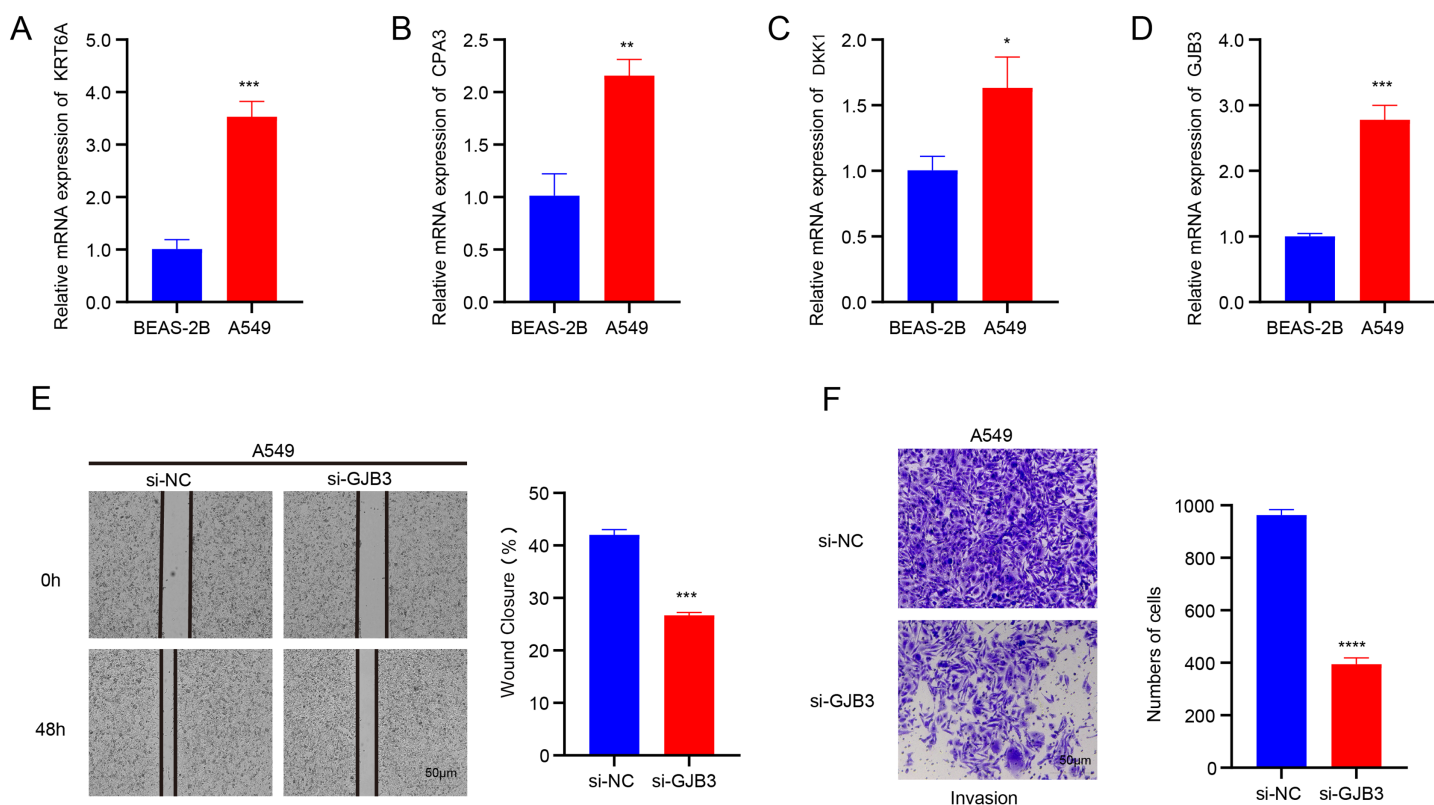 A
Relative mRNA expression of KRT6A
5.0
4.0
3.0
2.0
1.0
0.0
***
BEAS-2B
A549
B
Relative mRNA expression of CPA3
2.5
2.0
1.5
1.0
0.5
0.0
**
BEAS-2B
A549
C
Relative mRNA expression of DKK1
2.0
1.5
1.0
0.5
0.0
*
BEAS-2B
A549
D
Relative mRNA expression of GJB3
4.0
3.0
2.0
1.0
0.0
***
BEAS-2B
A549
E
A549
si-NC
si-GJB3
0h
48h
50μm
Wound Closure (%)
50
40
30
20
10
0
***
si-NC
si-GJB3
F
A549
si-NC
si-GJB3
50μm
Invasion
Numbers of cells
1000
800
600
400
200
0
****
si-NC
si-GJB3